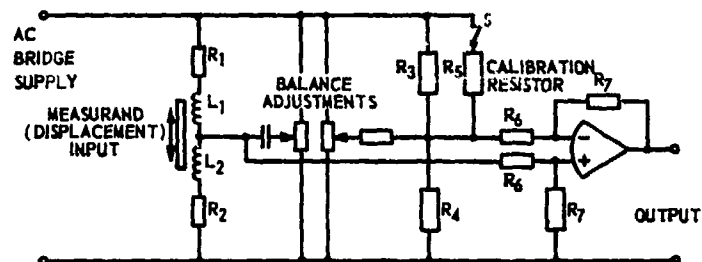 AC
BRIDGE
SUPPLY
R1
L1
MEASURAND
(DISPLACEMENT)
INPUT
L2
R2
BALANCE
ADJUSTMENTS
R3
S
R5
CALIBRATION
RESISTOR
R7
R6
−
+
R6
R4
R7
OUTPUT